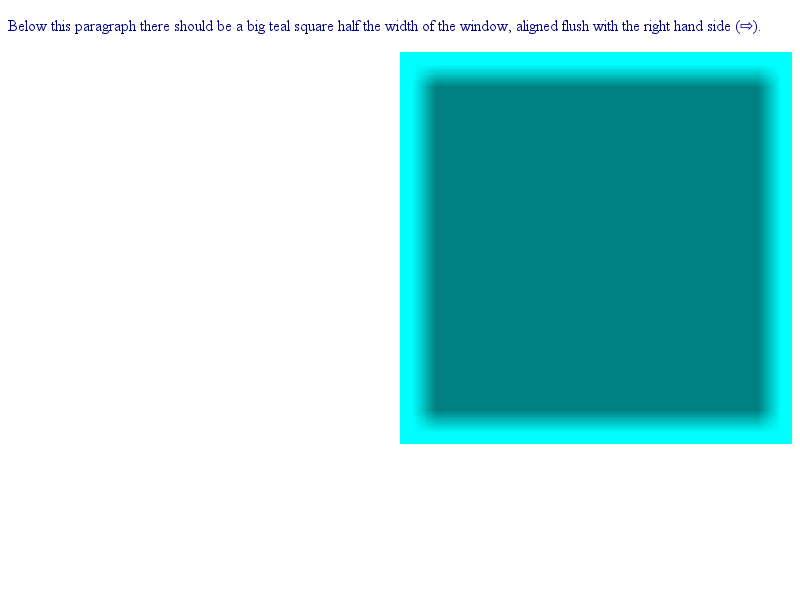 Below this paragraph there should be a big teal square half the width of the window, aligned flush with the right hand side (⇨).